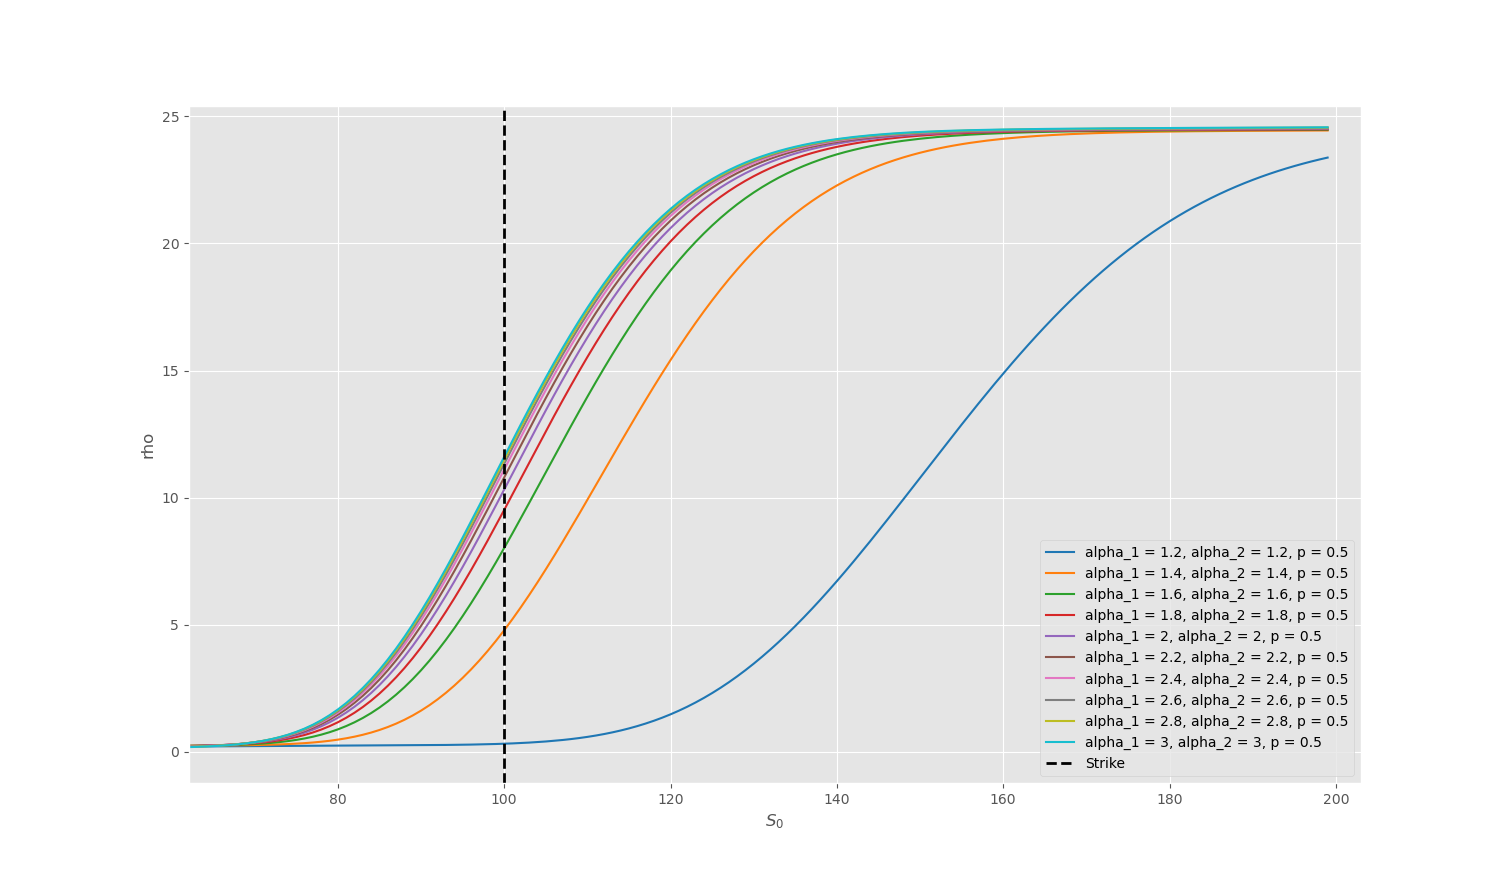 25
20
15
10
5
0
rho
80 100 120 140 160 180 200
S_0
alpha_1 = 1.2, alpha_2 = 1.2, p = 0.5
alpha_1 = 1.4, alpha_2 = 1.4, p = 0.5
alpha_1 = 1.6, alpha_2 = 1.6, p = 0.5
alpha_1 = 1.8, alpha_2 = 1.8, p = 0.5
alpha_1 = 2, alpha_2 = 2, p = 0.5
alpha_1 = 2.2, alpha_2 = 2.2, p = 0.5
alpha_1 = 2.4, alpha_2 = 2.4, p = 0.5
alpha_1 = 2.6, alpha_2 = 2.6, p = 0.5
alpha_1 = 2.8, alpha_2 = 2.8, p = 0.5
alpha_1 = 3, alpha_2 = 3, p = 0.5
Strike